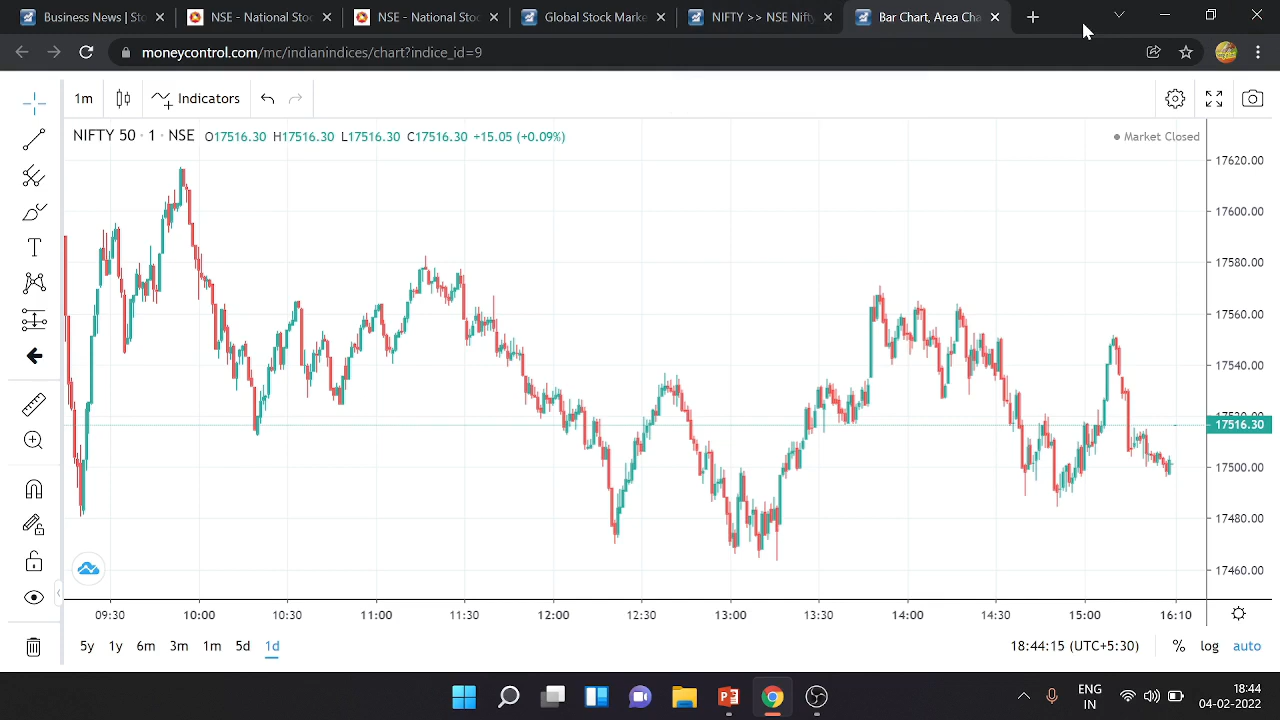 Business News | St
NSE - National Stoc
NSE - National Stoc
Global Stock Marke
NIFTY >> NSE Nifty
FI Chart, Area Cha
moneycontrol.com/mc/indianindices/chart?indice_id=9
1m
Indicators
NIFTY 50 · 1 · NSE O17516.30 H17516.30 L17516.30 C17516.30 +15.05 (+0.09%)
Market Closed
17620.00
17600.00
17580.00
17560.00
17540.00
17520.00
17516.30
17500.00
17480.00
17460.00
09:30 10:00 10:30 11:00 11:30 12:00 12:30 13:00 13:30 14:00 14:30 15:00 16:10
5y 1y 6m 3m 1m 5d 1d
18:44:15 (UTC+5:30) % log auto
ENG
IN
18:44
04-02-2022